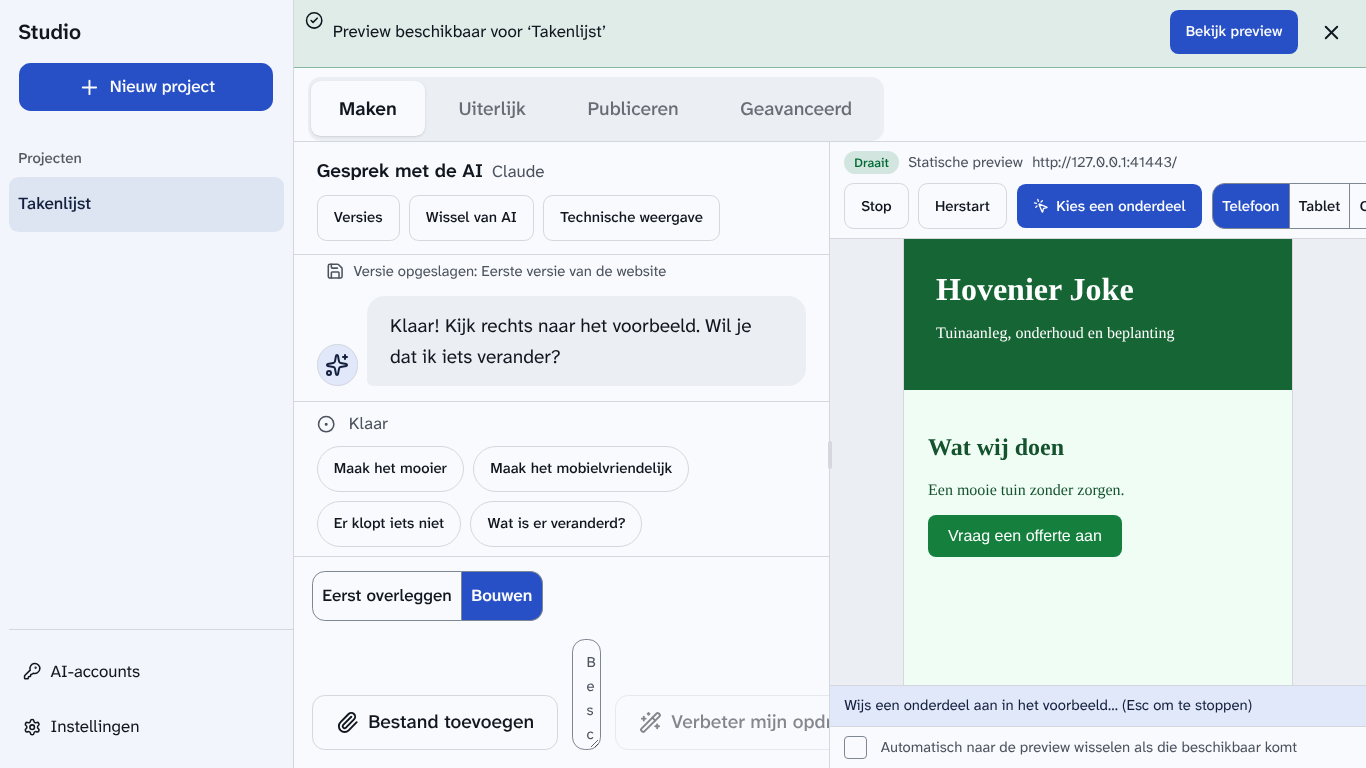 Studio
Nieuw project
Projecten
Takenlijst
AI-accounts
Instellingen
Preview beschikbaar voor ‘Takenlijst’
Bekijk preview
Maken
Uiterlijk
Publiceren
Geavanceerd
Gesprek met de AI Claude
Versies
Wissel van AI
Technische weergave
Versie opgeslagen: Eerste versie van de website
Klaar! Kijk rechts naar het voorbeeld. Wil je
dat ik iets verander?
Klaar
Maak het mooier
Maak het mobielvriendelijk
Er klopt iets niet
Wat is er veranderd?
Eerst overleggen
Bouwen
Bestand toevoegen
B
e
s
c
Verbeter mijn
Draait
Statische preview http://127.0.0.1:41443/
Stop
Herstart
Kies een onderdeel
Telefoon
Tablet
Hovenier Joke
Tuinaanleg, onderhoud en beplanting
Wat wij doen
Een mooie tuin zonder zorgen.
Vraag een offerte aan
Wijs een onderdeel aan in het voorbeeld... (Esc om te stoppen)
Automatisch naar de preview wisselen als die beschikbaar komt